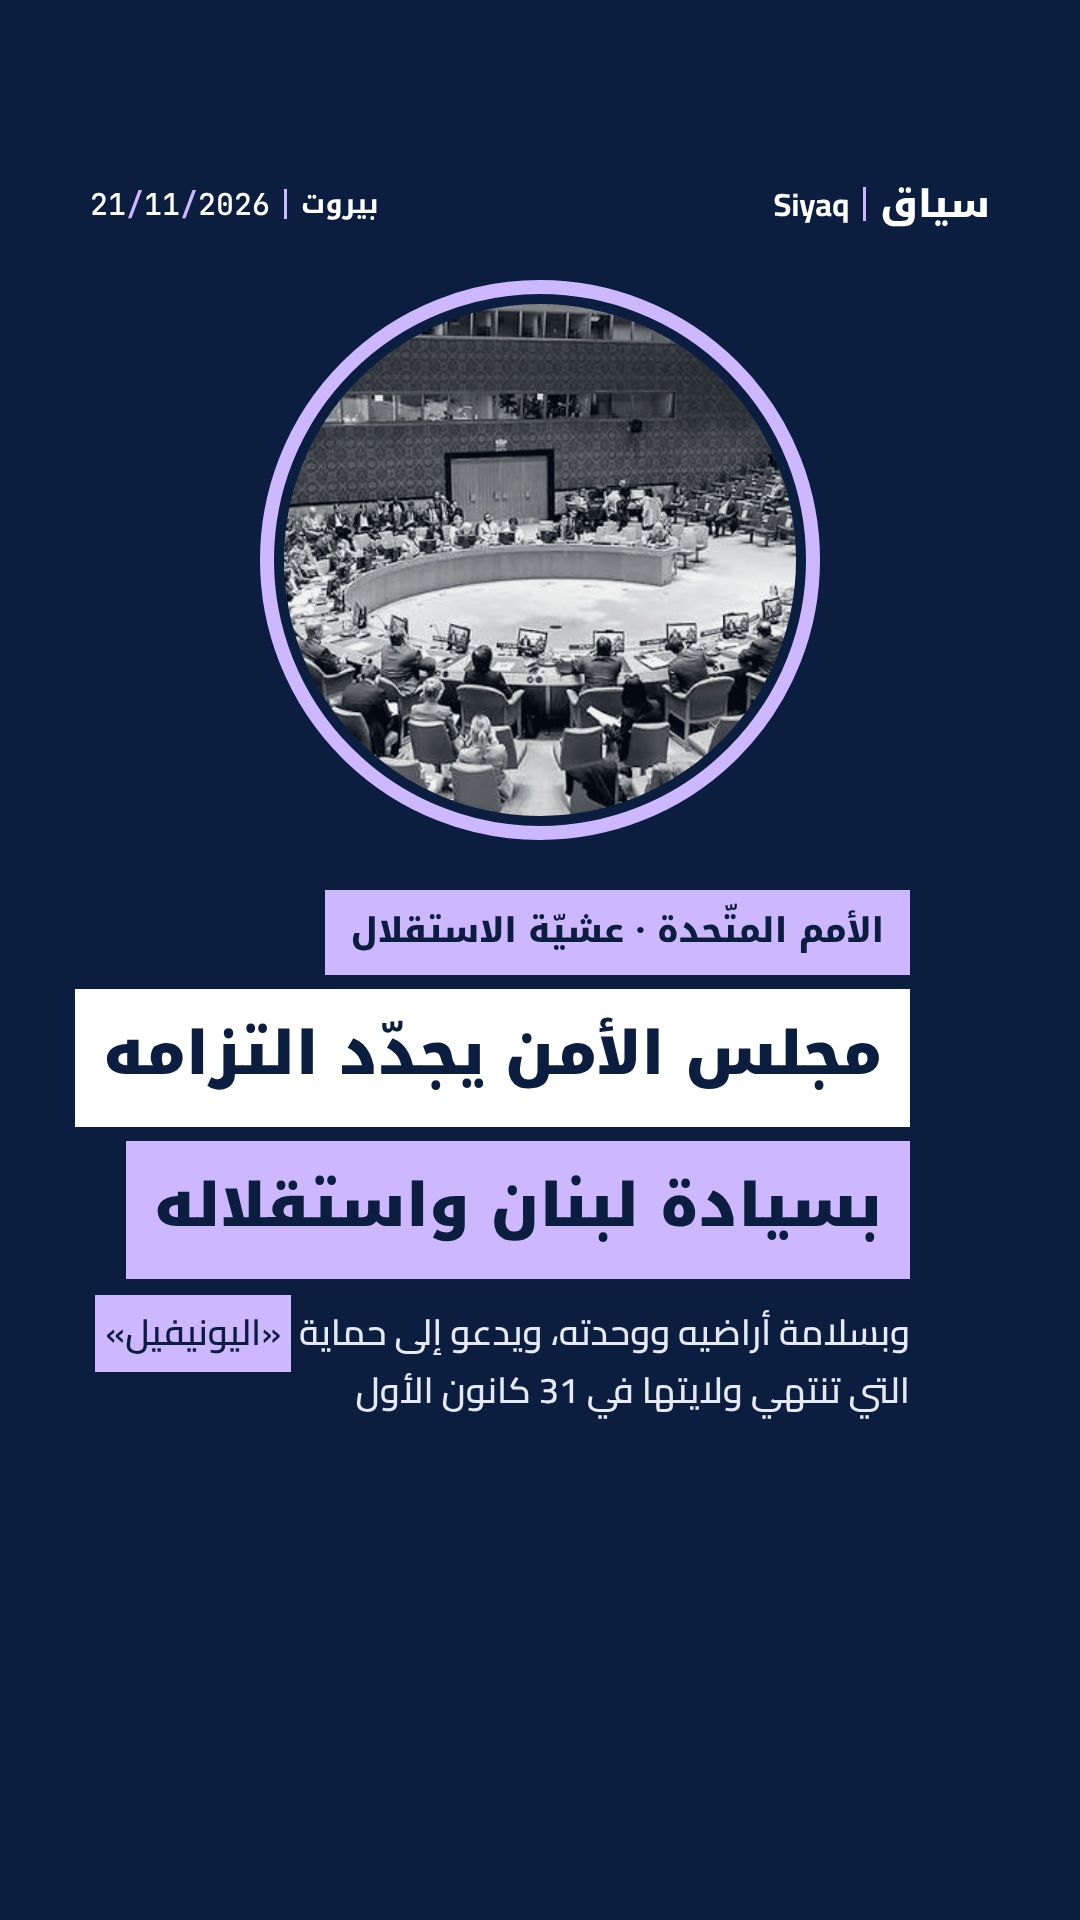 سياق | Siyaq
بيروت | 21/11/2026
الأمم المتّحدة · عشيّة الاستقلال
مجلس الأمن يجدّد التزامه
بسيادة لبنان واستقلاله
وبسلامة أراضيه ووحدته، ويدعو إلى حماية «اليونيفيل»
التي تنتهي ولايتها في 31 كانون الأول